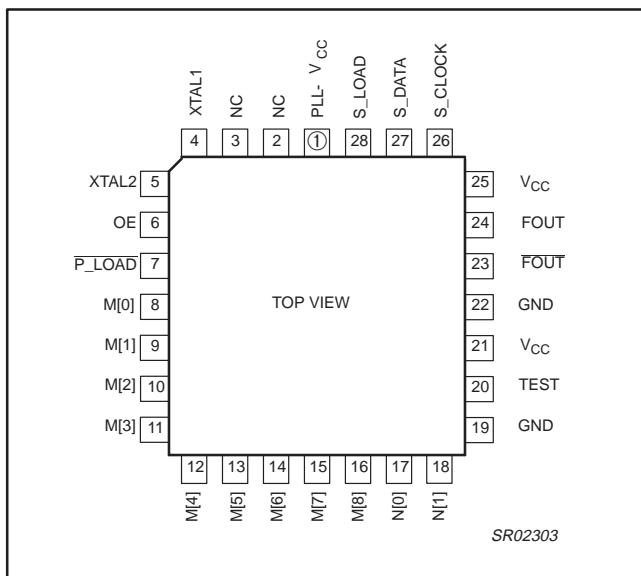 XTAL1 NC NC PLL- VCC S_LOAD S_DATA S_CLOCK
4 3 2 1 28 27 26
XTAL2 5 25 VCC
OE 6 24 FOUT
P_LOAD 7 23 FOUT
M[0] 8 22 GND
TOP VIEW
M[1] 9 21 VCC
M[2] 10 20 TEST
M[3] 11 19 GND
12 13 14 15 16 17 18
M[4] M[5] M[6] M[7] M[8] N[0] N[1]
SR02303